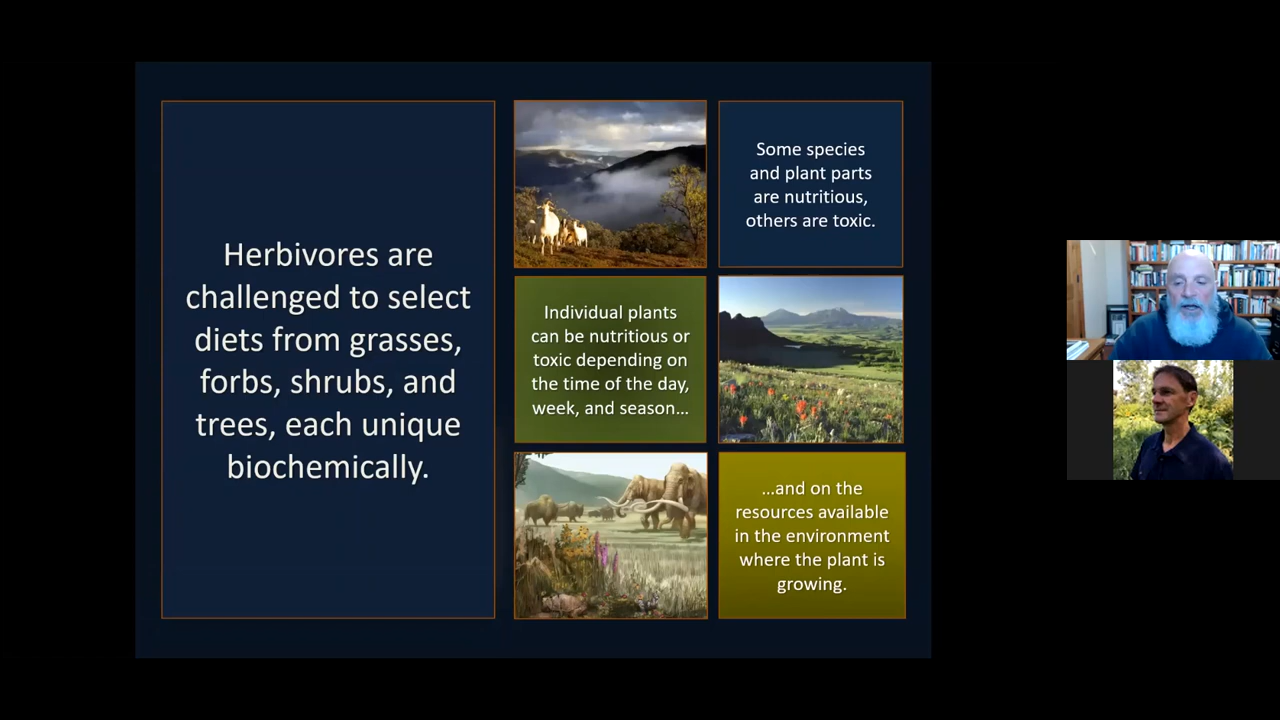 Herbivores are
challenged to select
diets from grasses,
forbs, shrubs, and
trees, each unique
biochemically.
Some species
and plant parts
are nutritious,
others are toxic.
Individual plants
can be nutritious or
toxic depending on
the time of the day,
week, and season…
…and on the
resources available
in the environment
where the plant is
growing.